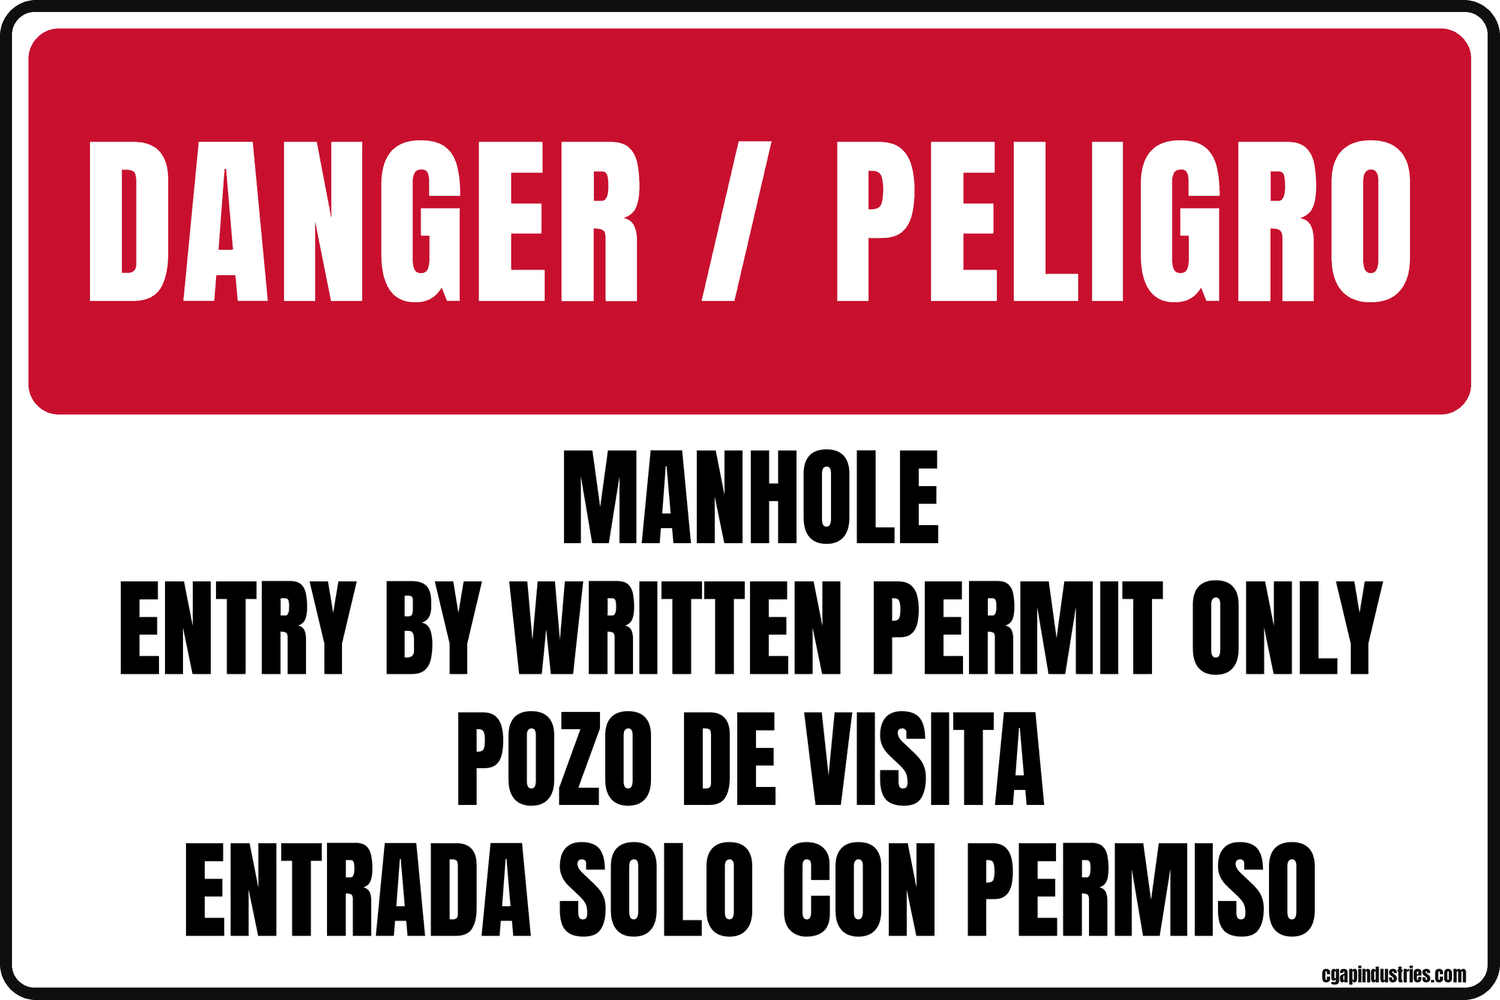 DANGER / PELIGRO
MANHOLE
ENTRY BY WRITTEN PERMIT ONLY
POZO DE VISITA
ENTRADA SOLO CON PERMISO
cgapindustries.com